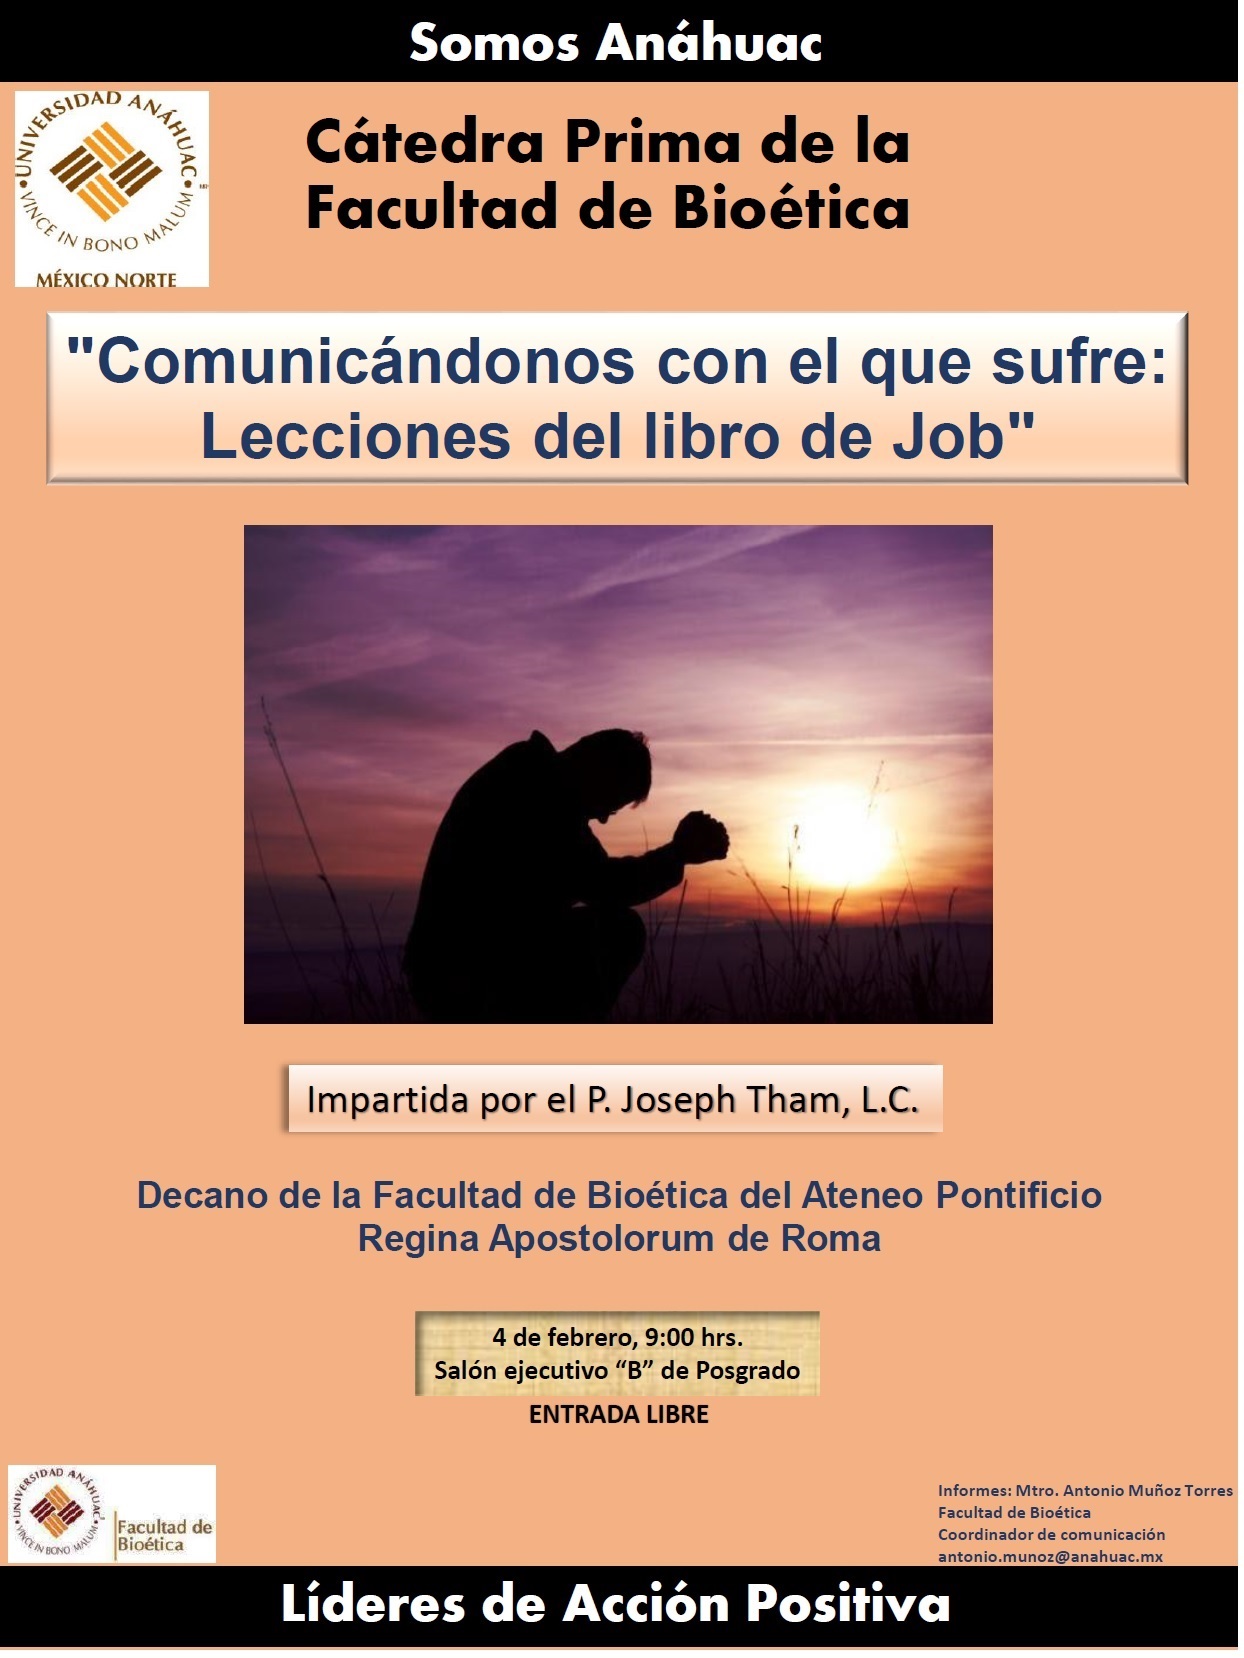 Somos Anáhuac
UNIVERSIDAD ANÁHUAC
VINCE IN BONO MALUM
MÉXICO NORTE
Cátedra Prima de la
Facultad de Bioética
"Comunicándonos con el que sufre:
Lecciones del libro de Job"
Impartida por el P. Joseph Tham, L.C.
Decano de la Facultad de Bioética del Ateneo Pontificio
Regina Apostolorum de Roma
4 de febrero, 9:00 hrs.
Salón ejecutivo “B” de Posgrado
ENTRADA LIBRE
UNIVERSIDAD ANÁHUAC
VINCE IN BONO MALUM
Facultad de
Bioética
Informes: Mtro. Antonio Muñoz Torres
Facultad de Bioética
Coordinador de comunicación
antonio.munoz@anahuac.mx
Líderes de Acción Positiva